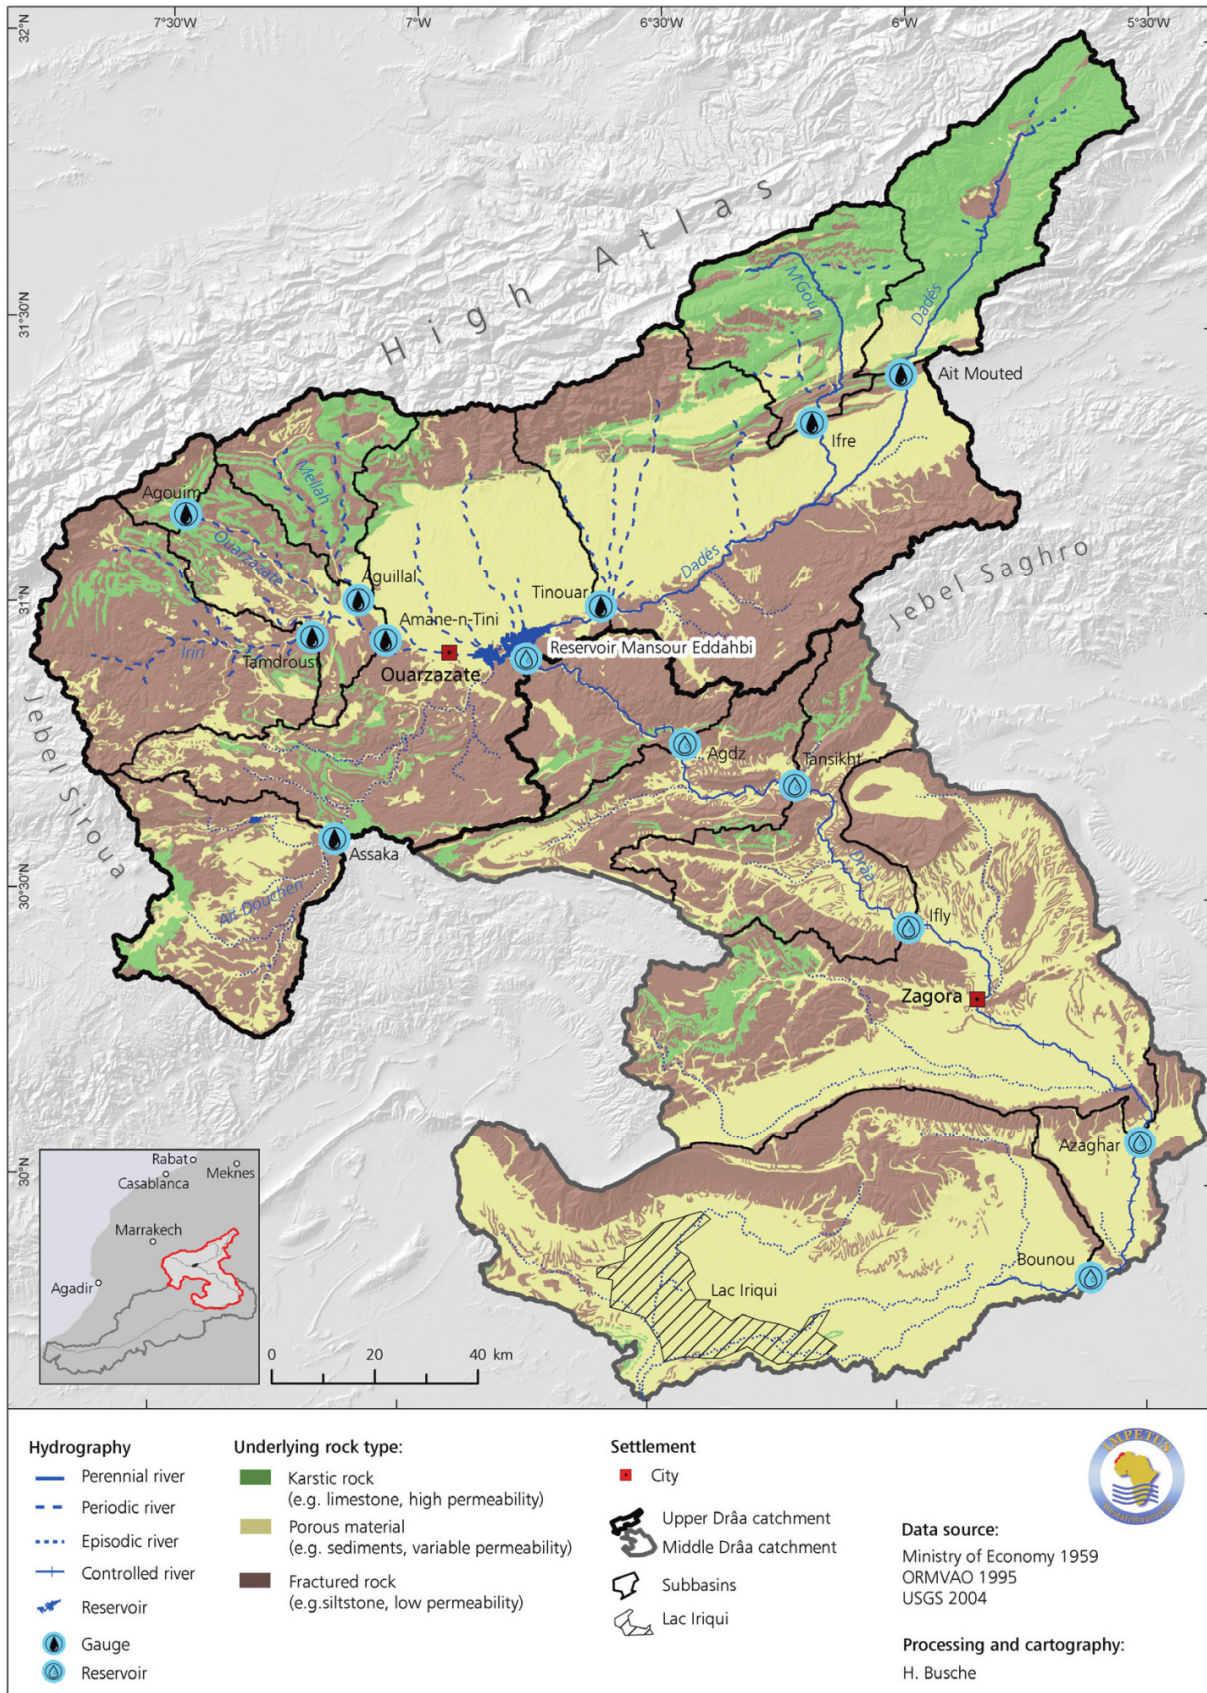 7°30'W
7°W
6°30'W
6°W
5°30'W
32°N
31°30'N
31°N
30°30'N
30°N
High Atlas
M'Goun
Dadès
Ait Mouted
Ifre
Mellah
Agouim
Ouarzazate
Aguillal
Tinouar
Dadès
Jebel Saghro
Amane-n-Tini
Reservoir Mansour Eddahbi
Iriri
Tamdroust
Ouarzazate
Jebel Siroua
Agdz
Tansikht
Assaka
Drâa
Ait Douchen
Ifly
Zagora
Azaghar
Bounou
Lac Iriqui
Rabat
Meknes
Casablanca
Marrakech
Agadir
0 20 40 km
Hydrography
Perennial river
Periodic river
Episodic river
Controlled river
Reservoir
Gauge
Reservoir
Underlying rock type:
Karstic rock
(e.g. limestone, high permeability)
Porous material
(e.g. sediments, variable permeability)
Fractured rock
(e.g.siltstone, low permeability)
Settlement
City
Upper Drâa catchment
Middle Drâa catchment
Subbasins
Lac Iriqui
IMPETUS
Westafrikaprojekt
Data source:
Ministry of Economy 1959
ORMVAO 1995
USGS 2004
Processing and cartography:
H. Busche